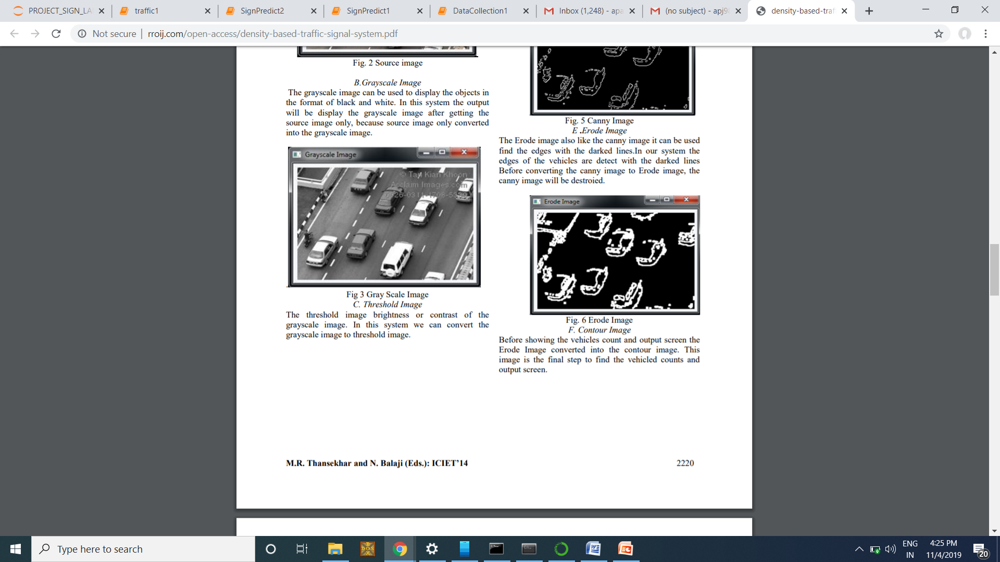 PROJECT_SIGN_LA
traffic1
SignPredict2
SignPredict1
DataCollection1
Inbox (1,248) - apa
(no subject) - apj9
density-based-traf
Not secure | rroij.com/open-access/density-based-traffic-signal-system.pdf
Fig. 2 Source image
B.Grayscale Image
The grayscale image can be used to display the objects in
the format of black and white. In this system the output
will be display the grayscale image after getting the
source image only, because source image only converted
into the grayscale image.
Grayscale Image
© Tan Kian Khoon
Acclaim Images.com
Fig 3 Gray Scale Image
C. Threshold Image
The threshold image brightness or contrast of the
grayscale image. In this system we can convert the
grayscale image to threshold image.
Fig. 5 Canny Image
E .Erode Image
The Erode image also like the canny image it can be used
find the edges with the darked lines.In our system the
edges of the vehicles are detect with the darked lines
Before converting the canny image to Erode image, the
canny image will be destroied.
Erode Image
Fig. 6 Erode Image
F. Contour Image
Before showing the vehicles count and output screen the
Erode Image converted into the contour image. This
image is the final step to find the vehicled counts and
output screen.
M.R. Thansekhar and N. Balaji (Eds.): ICIET’14
2220
Type here to search
ENG
IN
4:25 PM
11/4/2019
20